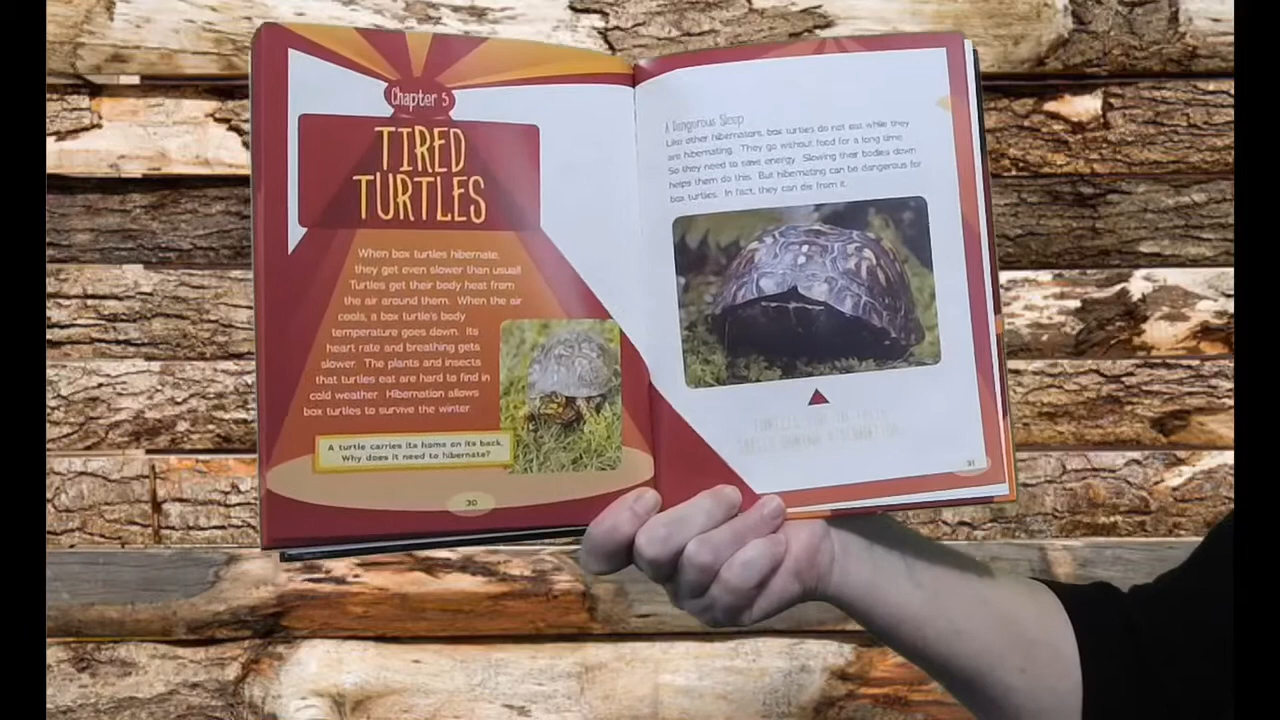 Chapter 5
TIRED
TURTLES
When box turtles hibernate,
they get even slower than usual!
Turtles get their body heat from
the air around them. When the air
cools, a box turtle's body
temperature goes down. Its
heart rate and breathing gets
slower. The plants and insects
that turtles eat are hard to find in
cold weather. Hibernation allows
box turtles to survive the winter.
A turtle carries its home on its back.
Why does it need to hibernate?
30
A Dangerous Sleep
Like other hibernators, box turtles do not eat while they
are hibernating. They go without food for a long time.
So they need to save energy. Slowing their bodies down
helps them do this. But hibernating can be dangerous for
box turtles. In fact, they can die from it.
31